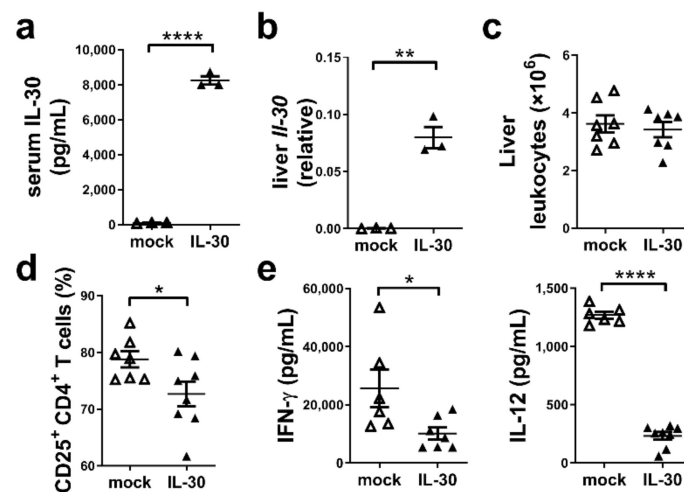 a
serum IL-30
(pg/mL)
10,000
8,000
6,000
4,000
2,000
0
****
mock IL-30
b
liver Il-30
(relative)
0.15
0.10
0.05
0.00
**
mock IL-30
c
Liver
leukocytes (×10⁶)
6
4
2
0
mock IL-30
d
CD25⁺ CD4⁺ T cells (%)
90
80
70
60
*
mock IL-30
e
IFN-γ (pg/mL)
60,000
40,000
20,000
0
*
mock IL-30
IL-12 (pg/mL)
1,500
1,000
500
0
****
mock IL-30